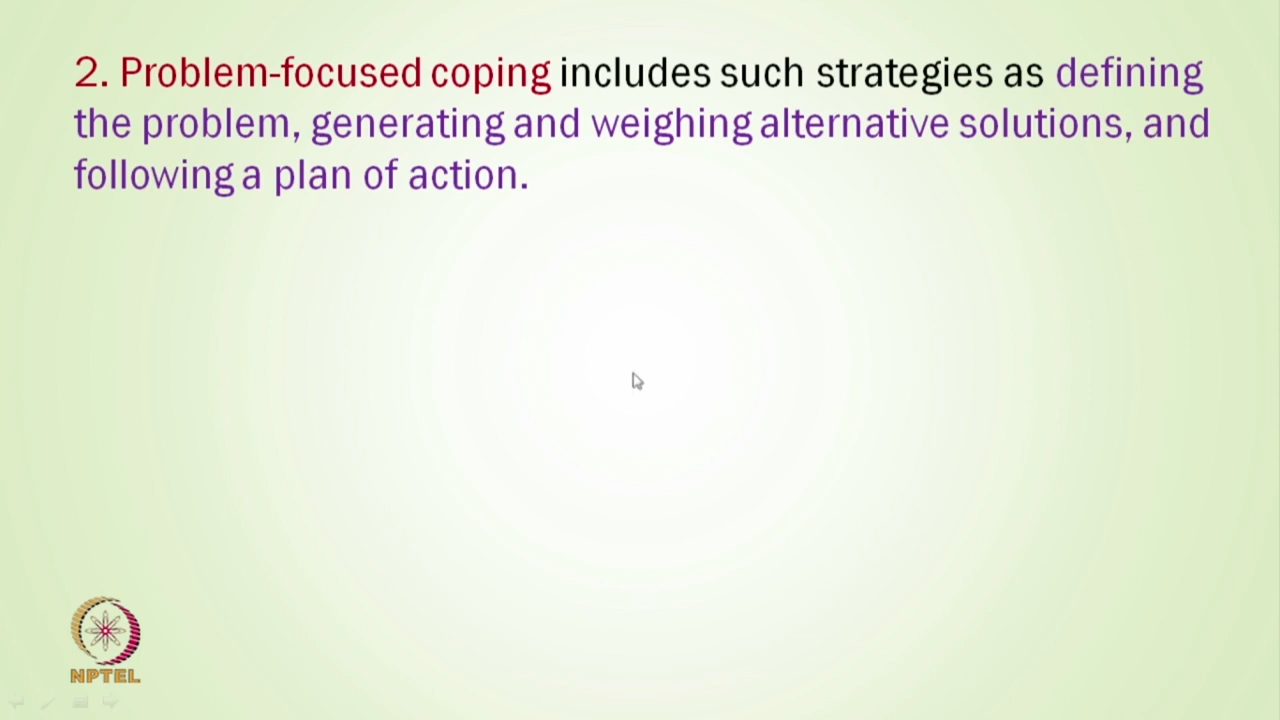 2. Problem-focused coping includes such strategies as defining
the problem, generating and weighing alternative solutions, and
following a plan of action.
NPTEL